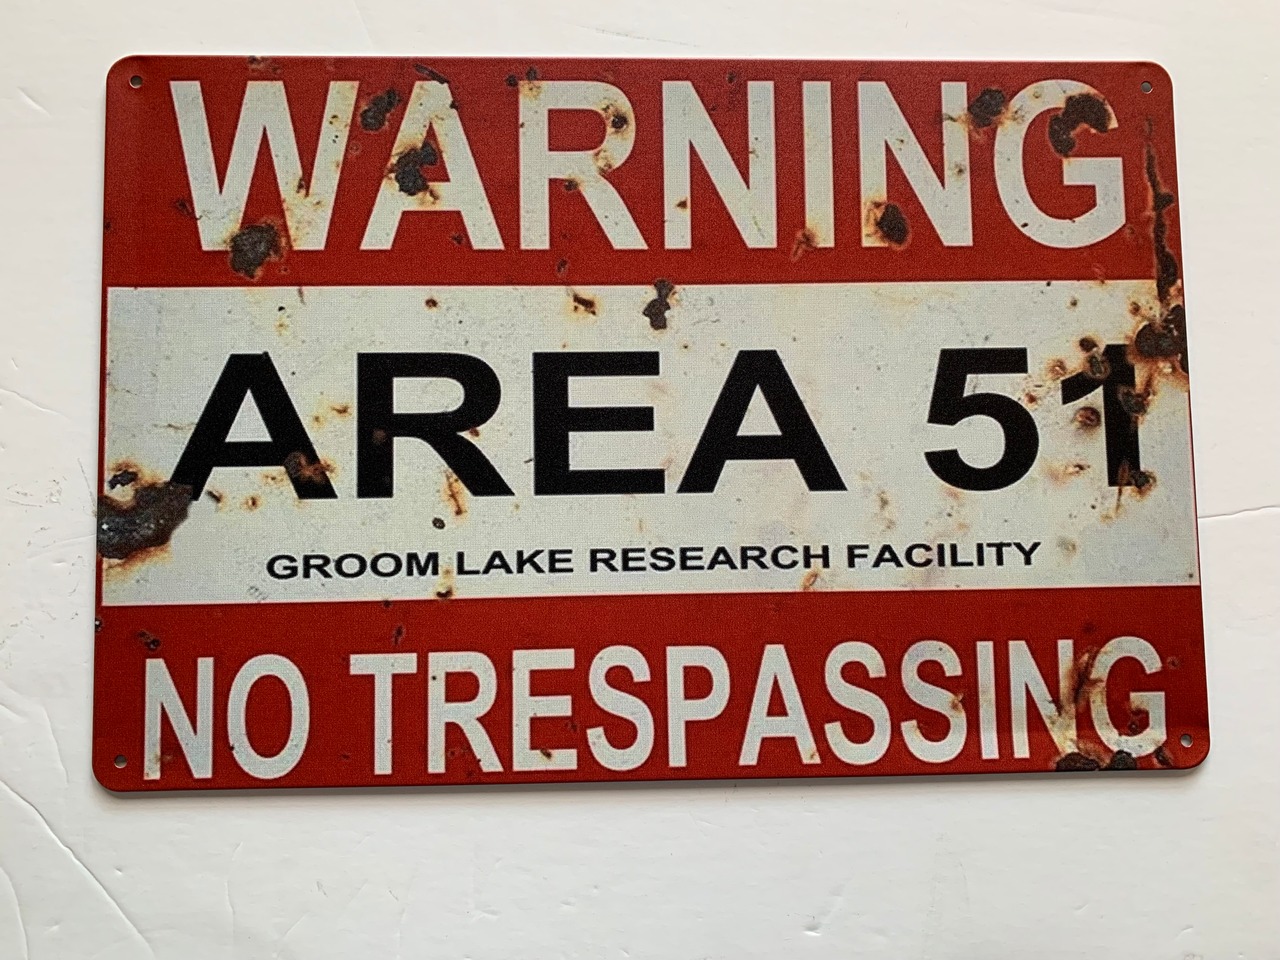 WARNING
AREA 51
GROOM LAKE RESEARCH FACILITY
NO TRESPASSING